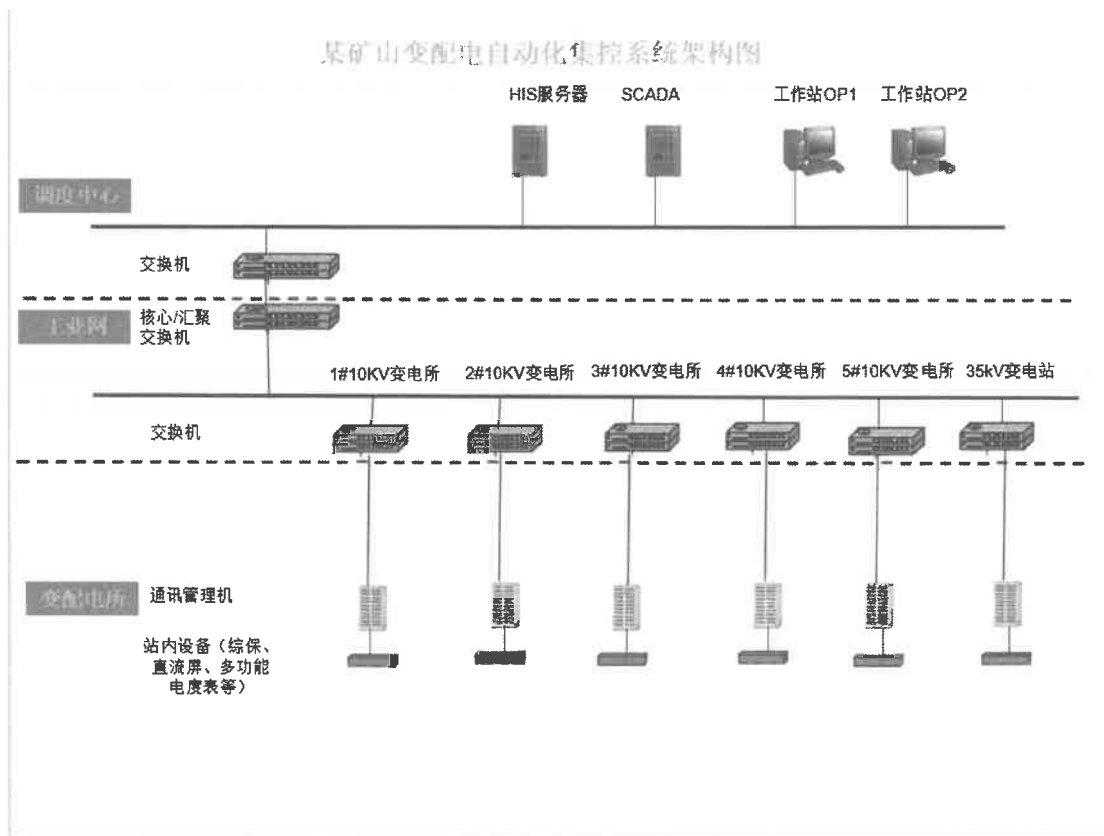 某矿山变配电自动化集控系统架构图
HIS服务器
SCADA
工作站OP1
工作站OP2
调度中心
交换机
工业网
核心/汇聚
交换机
1#10KV变电所
2#10KV变电所
3#10KV变电所
4#10KV变电所
5#10KV变电所
35kV变电站
交换机
变配电所
通讯管理机
站内设备（综保、
直流屏、多功能
电度表等）